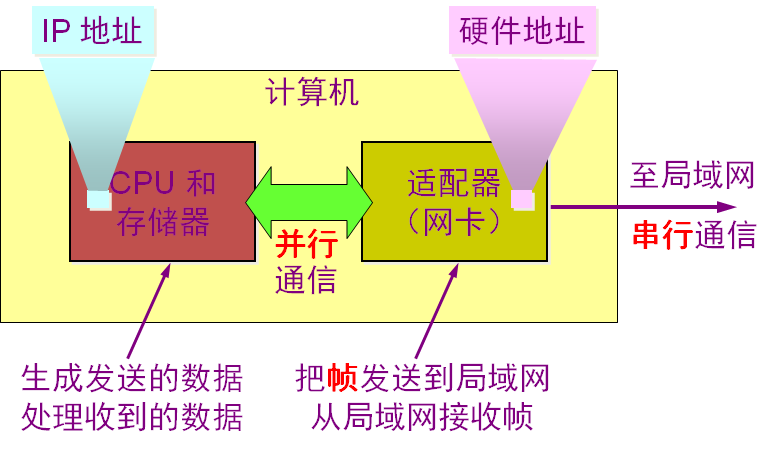 IP 地址
硬件地址
计算机
CPU 和
存储器
适配器
（网卡）
并行
通信
至局域网
串行通信
生成发送的数据
处理收到的数据
把帧发送到局域网
从局域网接收帧